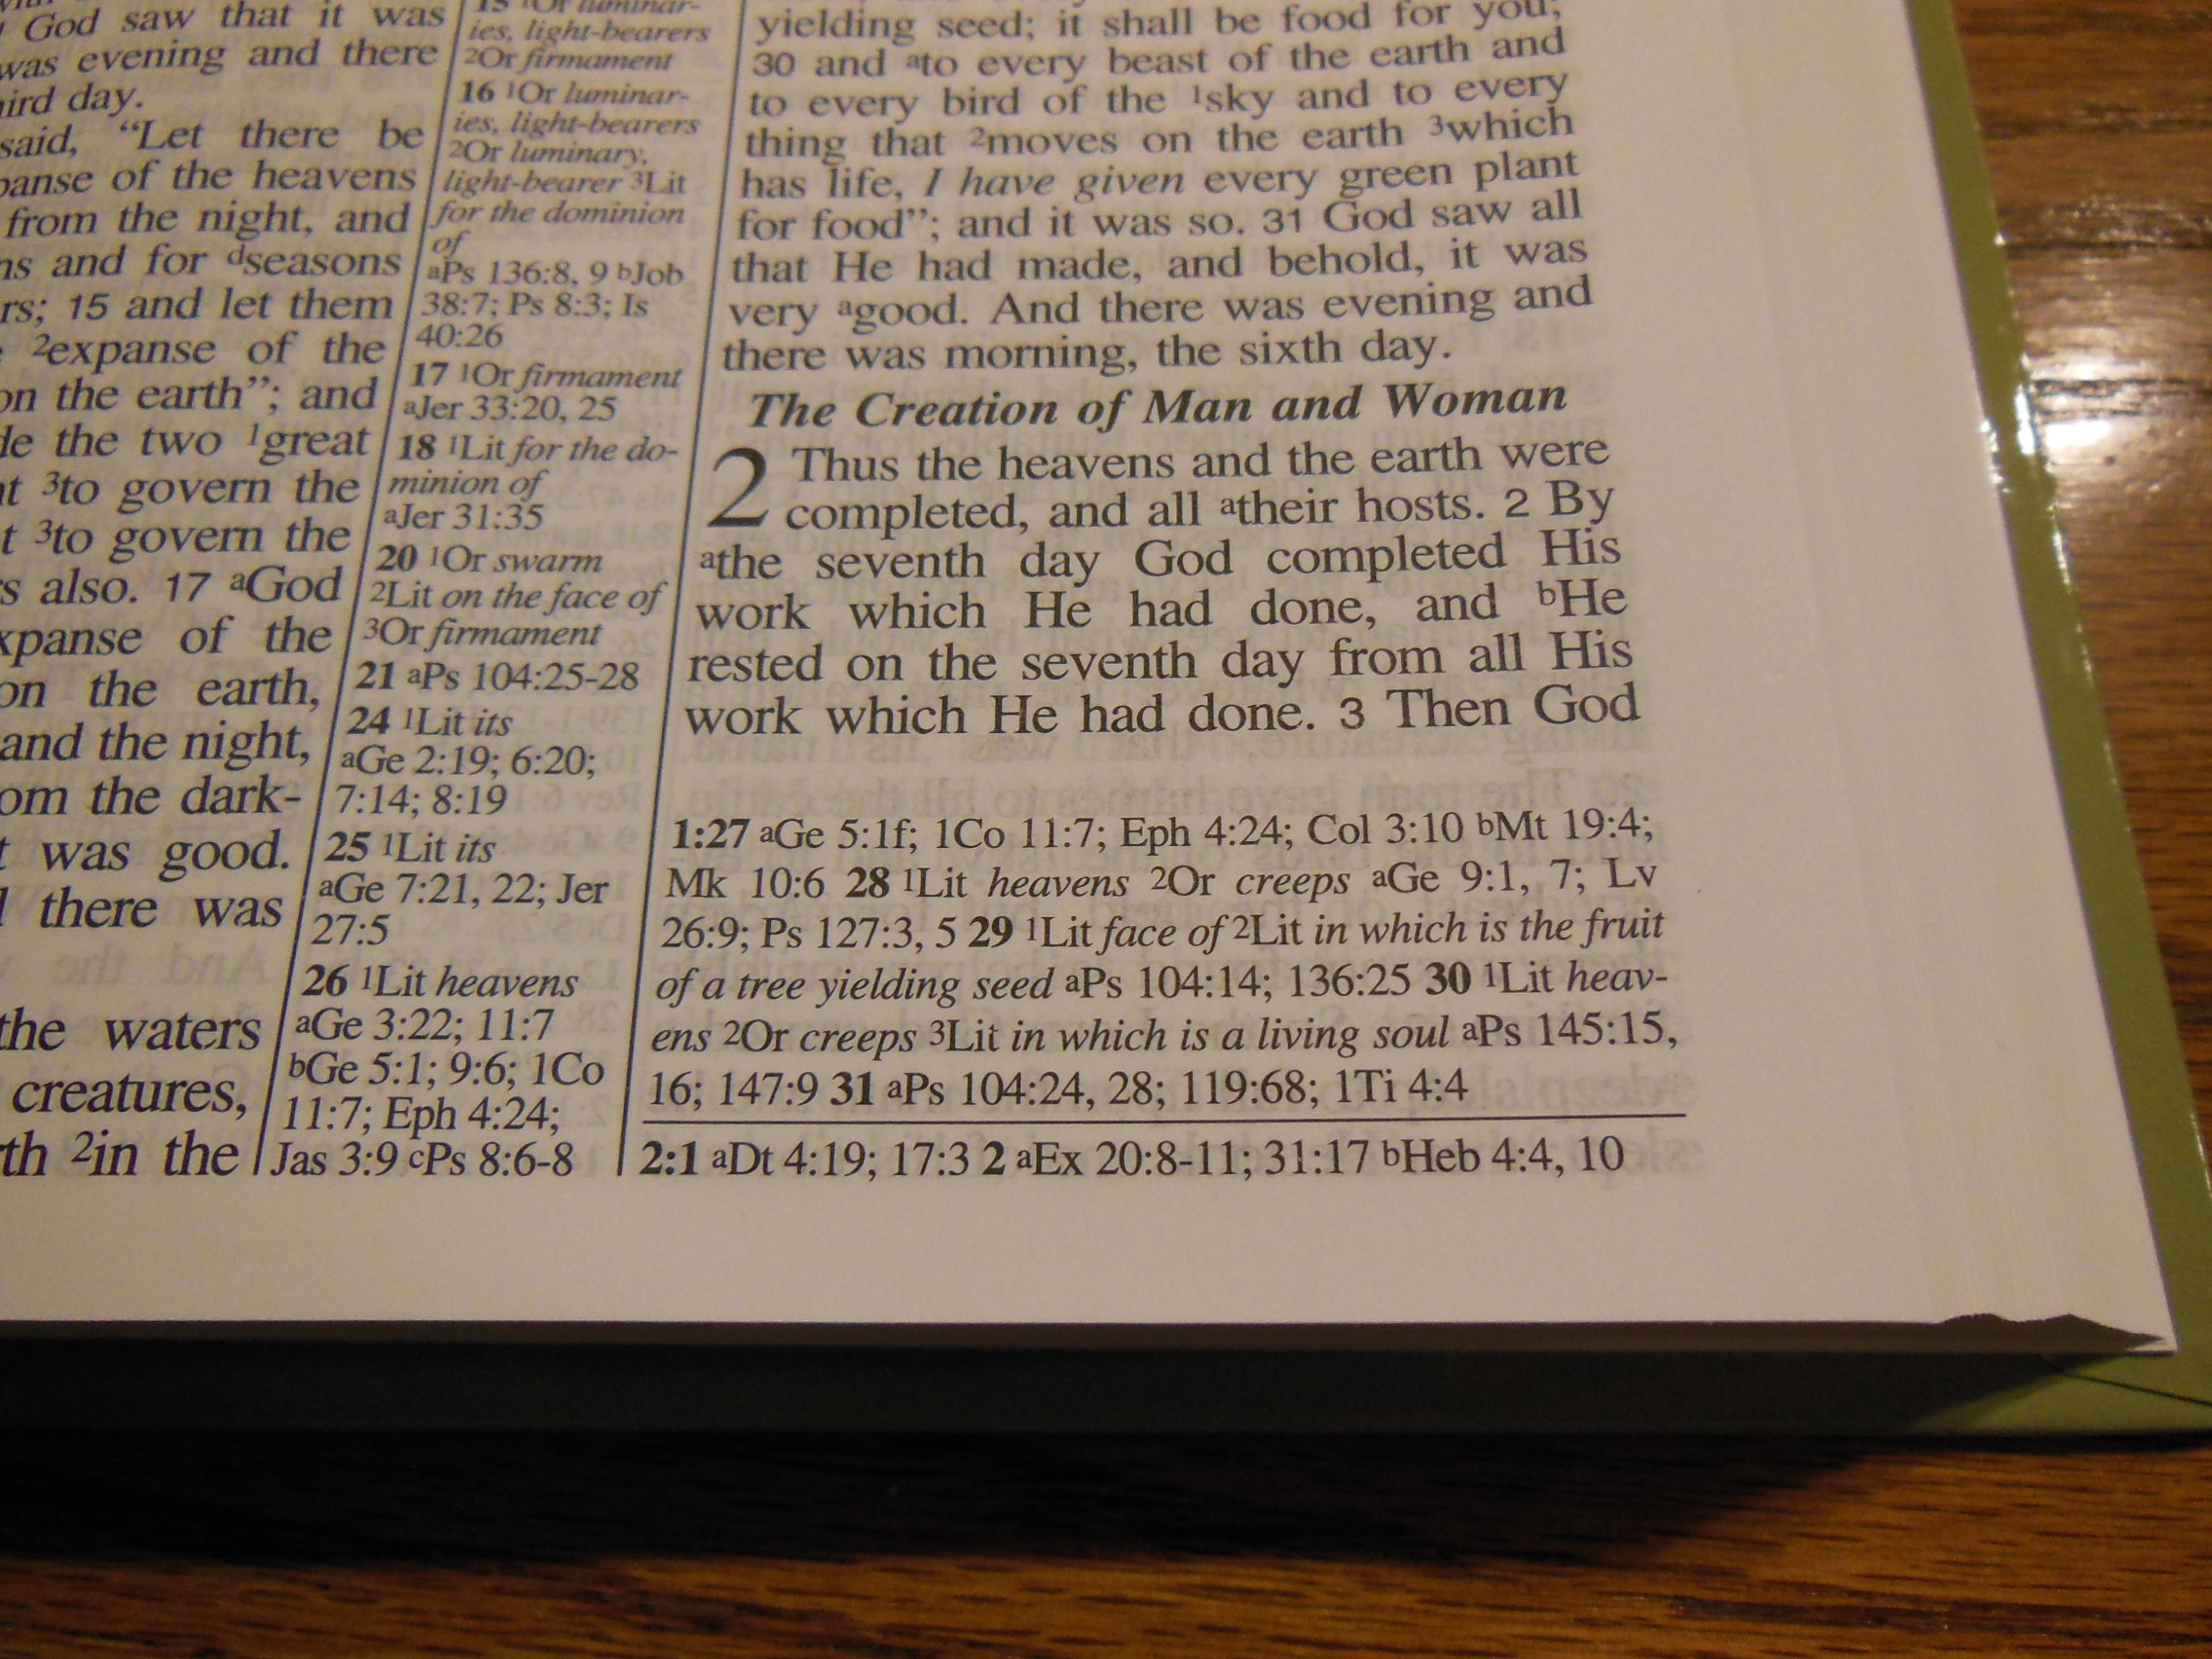 God saw that it was
was evening and there
ird day.
said, “Let there be
panse of the heavens
from the night, and
ns and for dseasons
rs; 15 and let them
2expanse of the
on the earth”; and
de the two 1great
t 3to govern the
t 3to govern the
s also. 17 aGod
xpanse of the
on the earth,
and the night,
om the dark-
t was good.
there was
the waters
creatures,
th 2in the
15 1Or luminar-
ies, light-bearers
2Or firmament
16 1Or luminar-
ies, light-bearers
2Or luminary,
light-bearer 3Lit
for the dominion
of
aPs 136:8, 9 bJob
38:7; Ps 8:3; Is
40:26
17 1Or firmament
aJer 33:20, 25
18 1Lit for the do-
minion of
aJer 31:35
20 1Or swarm
2Lit on the face of
3Or firmament
21 aPs 104:25-28
24 1Lit its
aGe 2:19; 6:20;
7:14; 8:19
25 1Lit its
aGe 7:21, 22; Jer
27:5
26 1Lit heavens
aGe 3:22; 11:7
bGe 5:1; 9:6; 1Co
11:7; Eph 4:24;
Jas 3:9 cPs 8:6-8
yielding seed; it shall be food for you;
30 and ato every beast of the earth and
to every bird of the 1sky and to every
thing that 2moves on the earth 3which
has life, I have given every green plant
for food”; and it was so. 31 God saw all
that He had made, and behold, it was
very agood. And there was evening and
there was morning, the sixth day.
The Creation of Man and Woman
2 Thus the heavens and the earth were
completed, and all atheir hosts. 2 By
athe seventh day God completed His
work which He had done, and bHe
rested on the seventh day from all His
work which He had done. 3 Then God
1:27 aGe 5:1f; 1Co 11:7; Eph 4:24; Col 3:10 bMt 19:4;
Mk 10:6 28 1Lit heavens 2Or creeps aGe 9:1, 7; Lv
26:9; Ps 127:3, 5 29 1Lit face of 2Lit in which is the fruit
of a tree yielding seed aPs 104:14; 136:25 30 1Lit heav-
ens 2Or creeps 3Lit in which is a living soul aPs 145:15,
16; 147:9 31 aPs 104:24, 28; 119:68; 1Ti 4:4
2:1 aDt 4:19; 17:3 2 aEx 20:8-11; 31:17 bHeb 4:4, 10